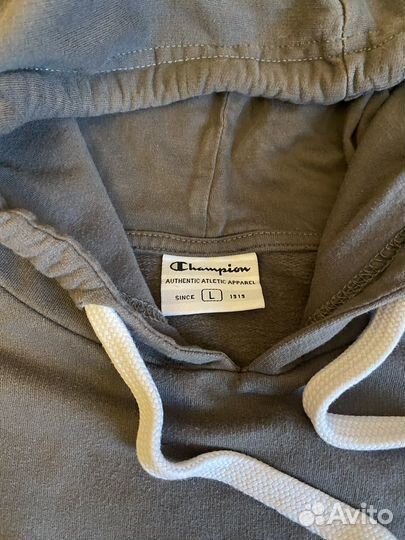 Champion
AUTHENTIC ATLETIC APPAREL
SINCE L 1919
Avito